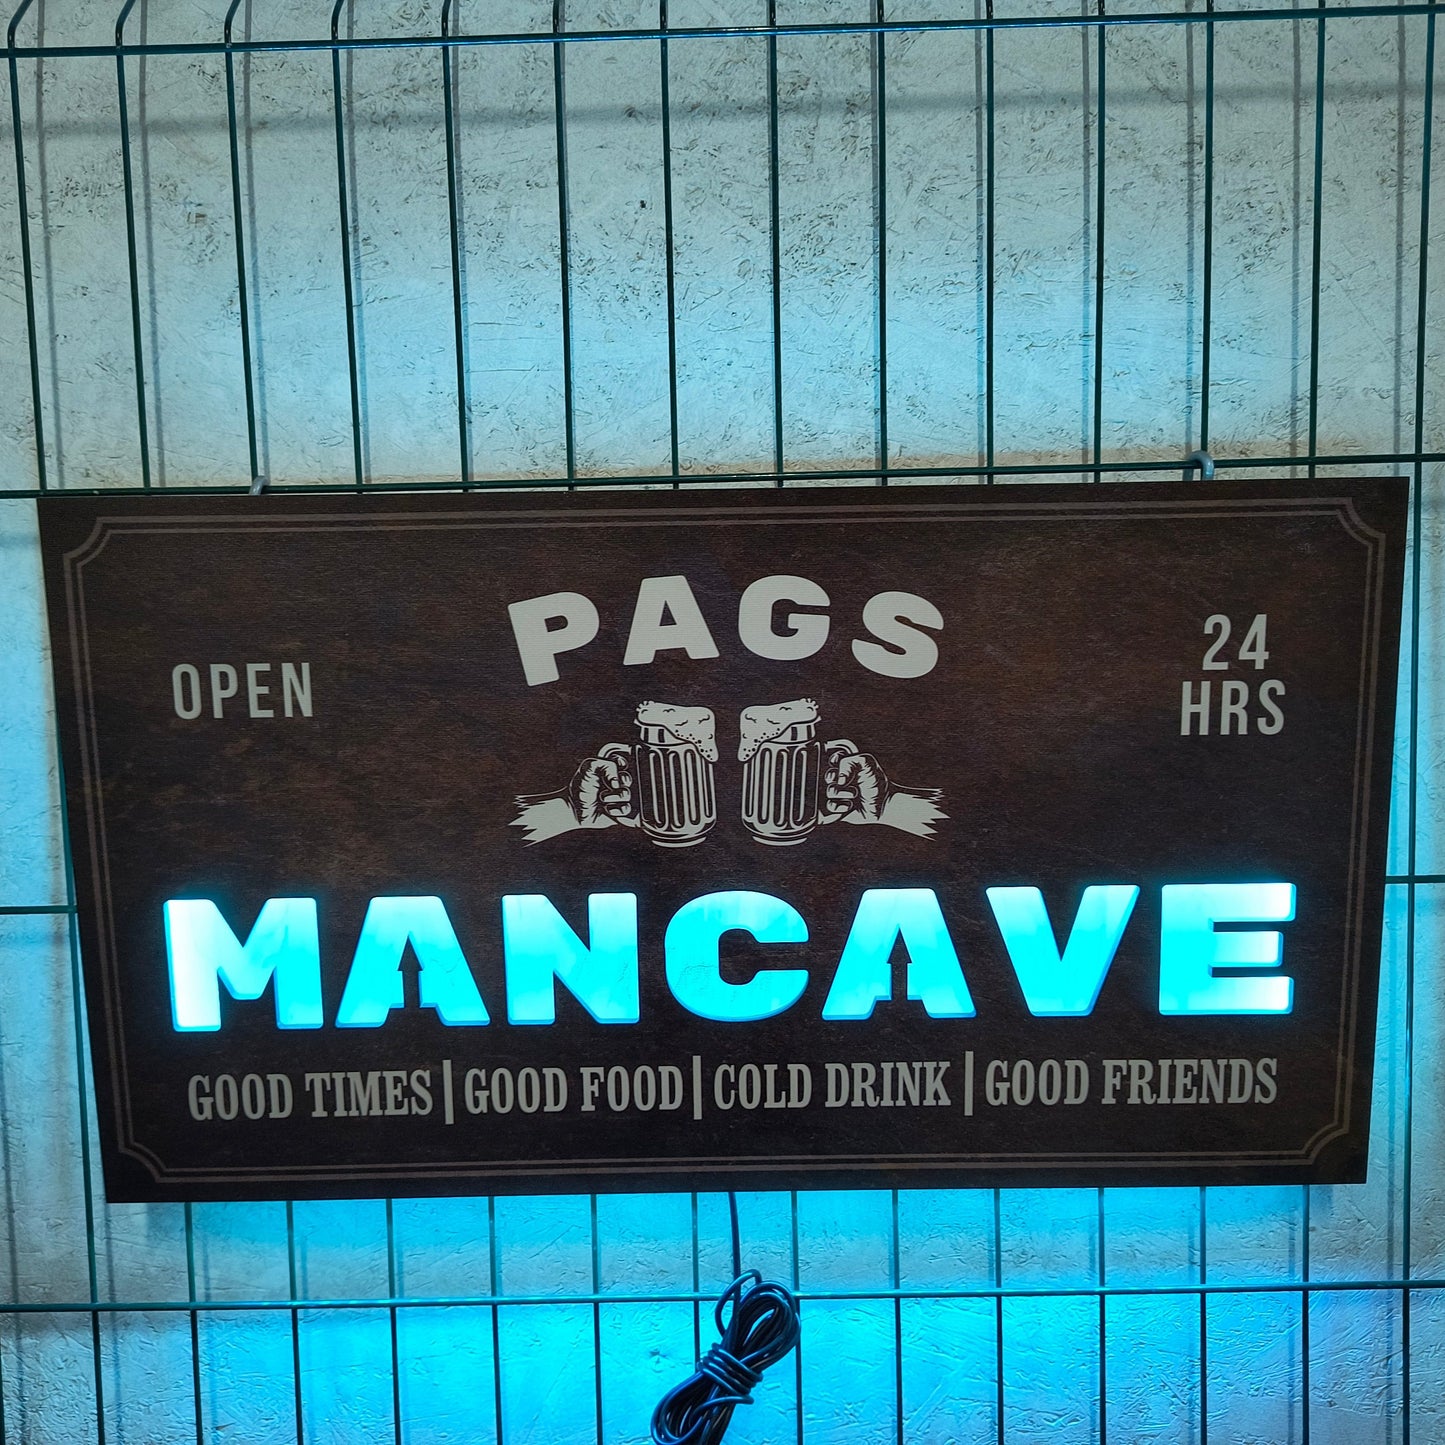 PAGS
OPEN
24
HRS
MANCAVE
GOOD TIMES | GOOD FOOD | COLD DRINK | GOOD FRIENDS